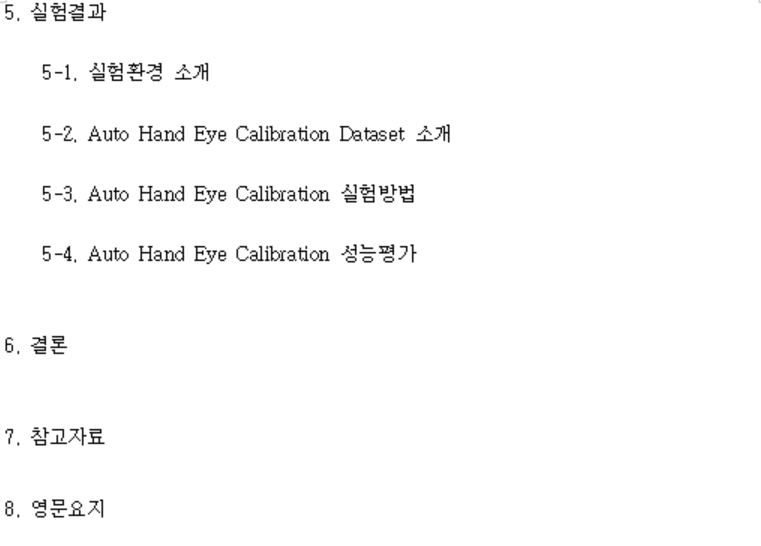 5. 실험결과
5-1. 실험환경 소개
5-2. Auto Hand Eye Calibration Dataset 소개
5-3. Auto Hand Eye Calibration 실험방법
5-4. Auto Hand Eye Calibration 성능평가
6. 결론
7. 참고자료
8. 영문요지